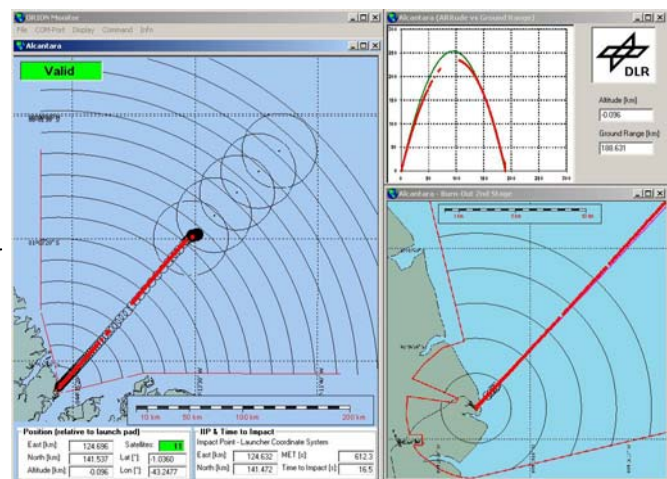 ORION Monitor
File COM-Port Display Command Info
Alcantara
Valid
10 km 50 km 100 km 200 km
Position (relative to launch pad)
East [km]: 124.696 Satellites: 11
North [km]: 141.537 Lat [°]: -1.0360
Altitude [km]: -0.096 Lon [°]: -43.2477
IIP & Time to Impact
Impact Point - Launcher Coordinate System
East [km]: 124.632 MET [s] 612.3
North [km]: 141.472 Time to Impact [s] 16.5
Alcantara (Altitude vs Ground Range)
DLR
Altitude [km]
-0.096
Ground Range [km]
188.631
Alcantara - Burn-Out 2nd Stage
10 km